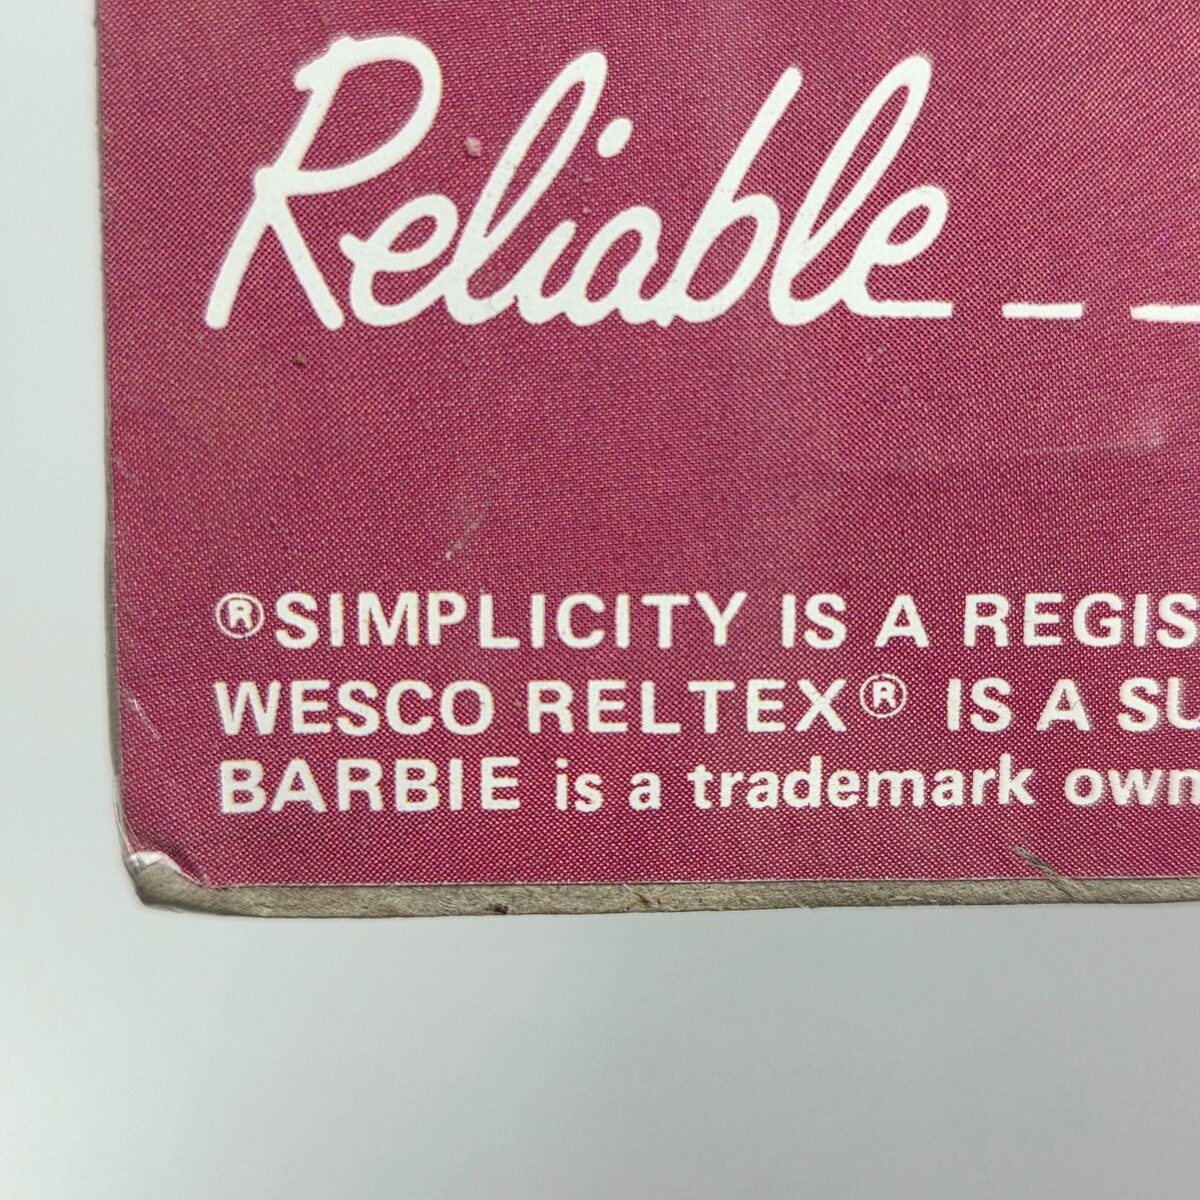 Reliable
®SIMPLICITY IS A REGIS
WESCO RELTEX® IS A SU
BARBIE is a trademark own